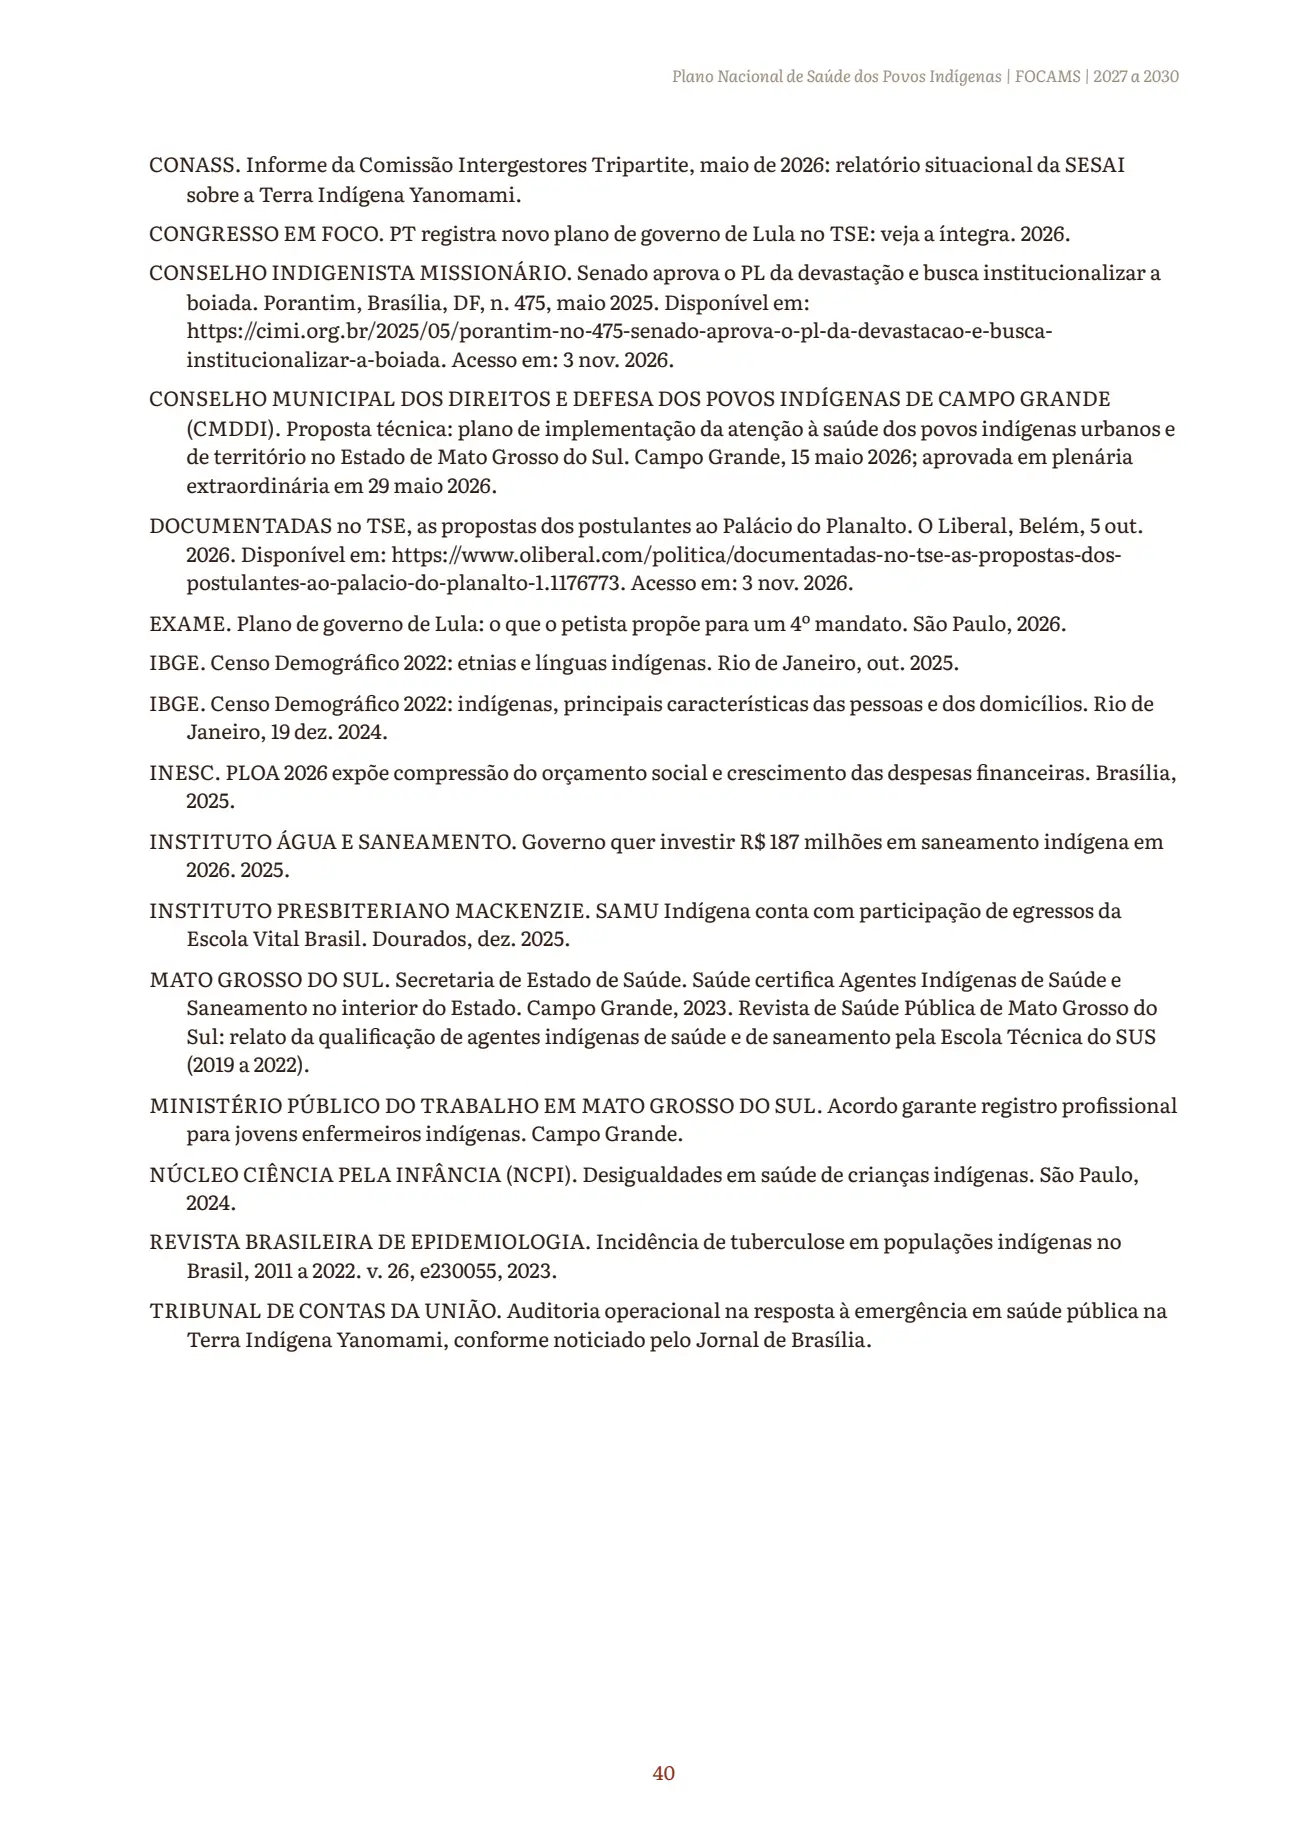 Plano Nacional de Saúde dos Povos Indígenas | FOCAMS | 2027 a 2030
CONASS. Informe da Comissão Intergestores Tripartite, maio de 2026: relatório situacional da SESAI
sobre a Terra Indígena Yanomami.
CONGRESSO EM FOCO. PT registra novo plano de governo de Lula no TSE: veja a íntegra. 2026.
CONSELHO INDIGENISTA MISSIONÁRIO. Senado aprova o PL da devastação e busca institucionalizar a
boiada. Porantim, Brasília, DF, n. 475, maio 2025. Disponível em:
https://cimi.org.br/2025/05/porantim-no-475-senado-aprova-o-pl-da-devastacao-e-busca-
institucionalizar-a-boiada. Acesso em: 3 nov. 2026.
CONSELHO MUNICIPAL DOS DIREITOS E DEFESA DOS POVOS INDÍGENAS DE CAMPO GRANDE
(CMDDI). Proposta técnica: plano de implementação da atenção à saúde dos povos indígenas urbanos e
de território no Estado de Mato Grosso do Sul. Campo Grande, 15 maio 2026; aprovada em plenária
extraordinária em 29 maio 2026.
DOCUMENTADAS no TSE, as propostas dos postulantes ao Palácio do Planalto. O Liberal, Belém, 5 out.
2026. Disponível em: https://www.oliberal.com/politica/documentadas-no-tse-as-propostas-dos-
postulantes-ao-palacio-do-planalto-1.1176773. Acesso em: 3 nov. 2026.
EXAME. Plano de governo de Lula: o que o petista propõe para um 4º mandato. São Paulo, 2026.
IBGE. Censo Demográfico 2022: etnias e línguas indígenas. Rio de Janeiro, out. 2025.
IBGE. Censo Demográfico 2022: indígenas, principais características das pessoas e dos domicílios. Rio de
Janeiro, 19 dez. 2024.
INESC. PLOA 2026 expõe compressão do orçamento social e crescimento das despesas financeiras. Brasília,
2025.
INSTITUTO ÁGUA E SANEAMENTO. Governo quer investir R$ 187 milhões em saneamento indígena em
2026. 2025.
INSTITUTO PRESBITERIANO MACKENZIE. SAMU Indígena conta com participação de egressos da
Escola Vital Brasil. Dourados, dez. 2025.
MATO GROSSO DO SUL. Secretaria de Estado de Saúde. Saúde certifica Agentes Indígenas de Saúde e
Saneamento no interior do Estado. Campo Grande, 2023. Revista de Saúde Pública de Mato Grosso do
Sul: relato da qualificação de agentes indígenas de saúde e de saneamento pela Escola Técnica do SUS
(2019 a 2022).
MINISTÉRIO PÚBLICO DO TRABALHO EM MATO GROSSO DO SUL. Acordo garante registro profissional
para jovens enfermeiros indígenas. Campo Grande.
NÚCLEO CIÊNCIA PELA INFÂNCIA (NCPI). Desigualdades em saúde de crianças indígenas. São Paulo,
2024.
REVISTA BRASILEIRA DE EPIDEMIOLOGIA. Incidência de tuberculose em populações indígenas no
Brasil, 2011 a 2022. v. 26, e230055, 2023.
TRIBUNAL DE CONTAS DA UNIÃO. Auditoria operacional na resposta à emergência em saúde pública na
Terra Indígena Yanomami, conforme noticiado pelo Jornal de Brasília.
40